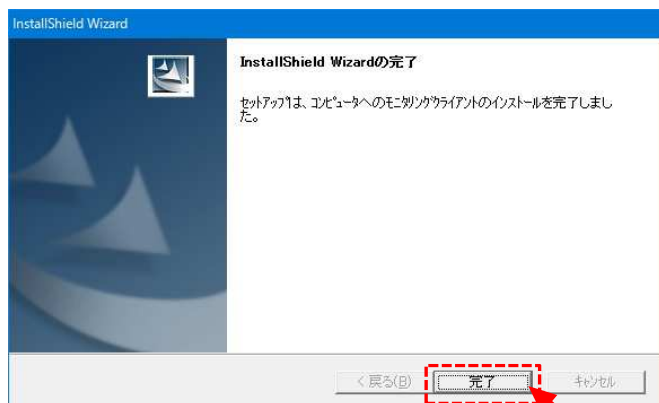 InstallShield Wizard
InstallShield Wizardの完了
セットアップは、コンピュータへのモニタリングクライアントのインストールを完了しまし
た。
< 戻る(B)
完了
キャンセル